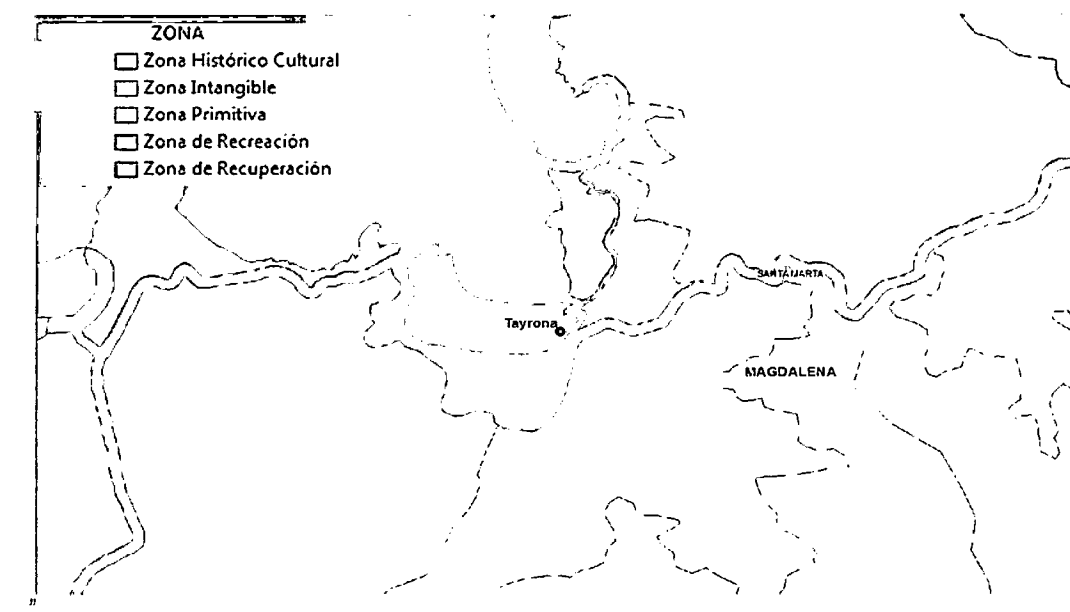 ZONA
Zona Histórico Cultural
Zona Intangible
Zona Primitiva
Zona de Recreación
Zona de Recuperación
SANTA MARTA
Tayrona
MAGDALENA